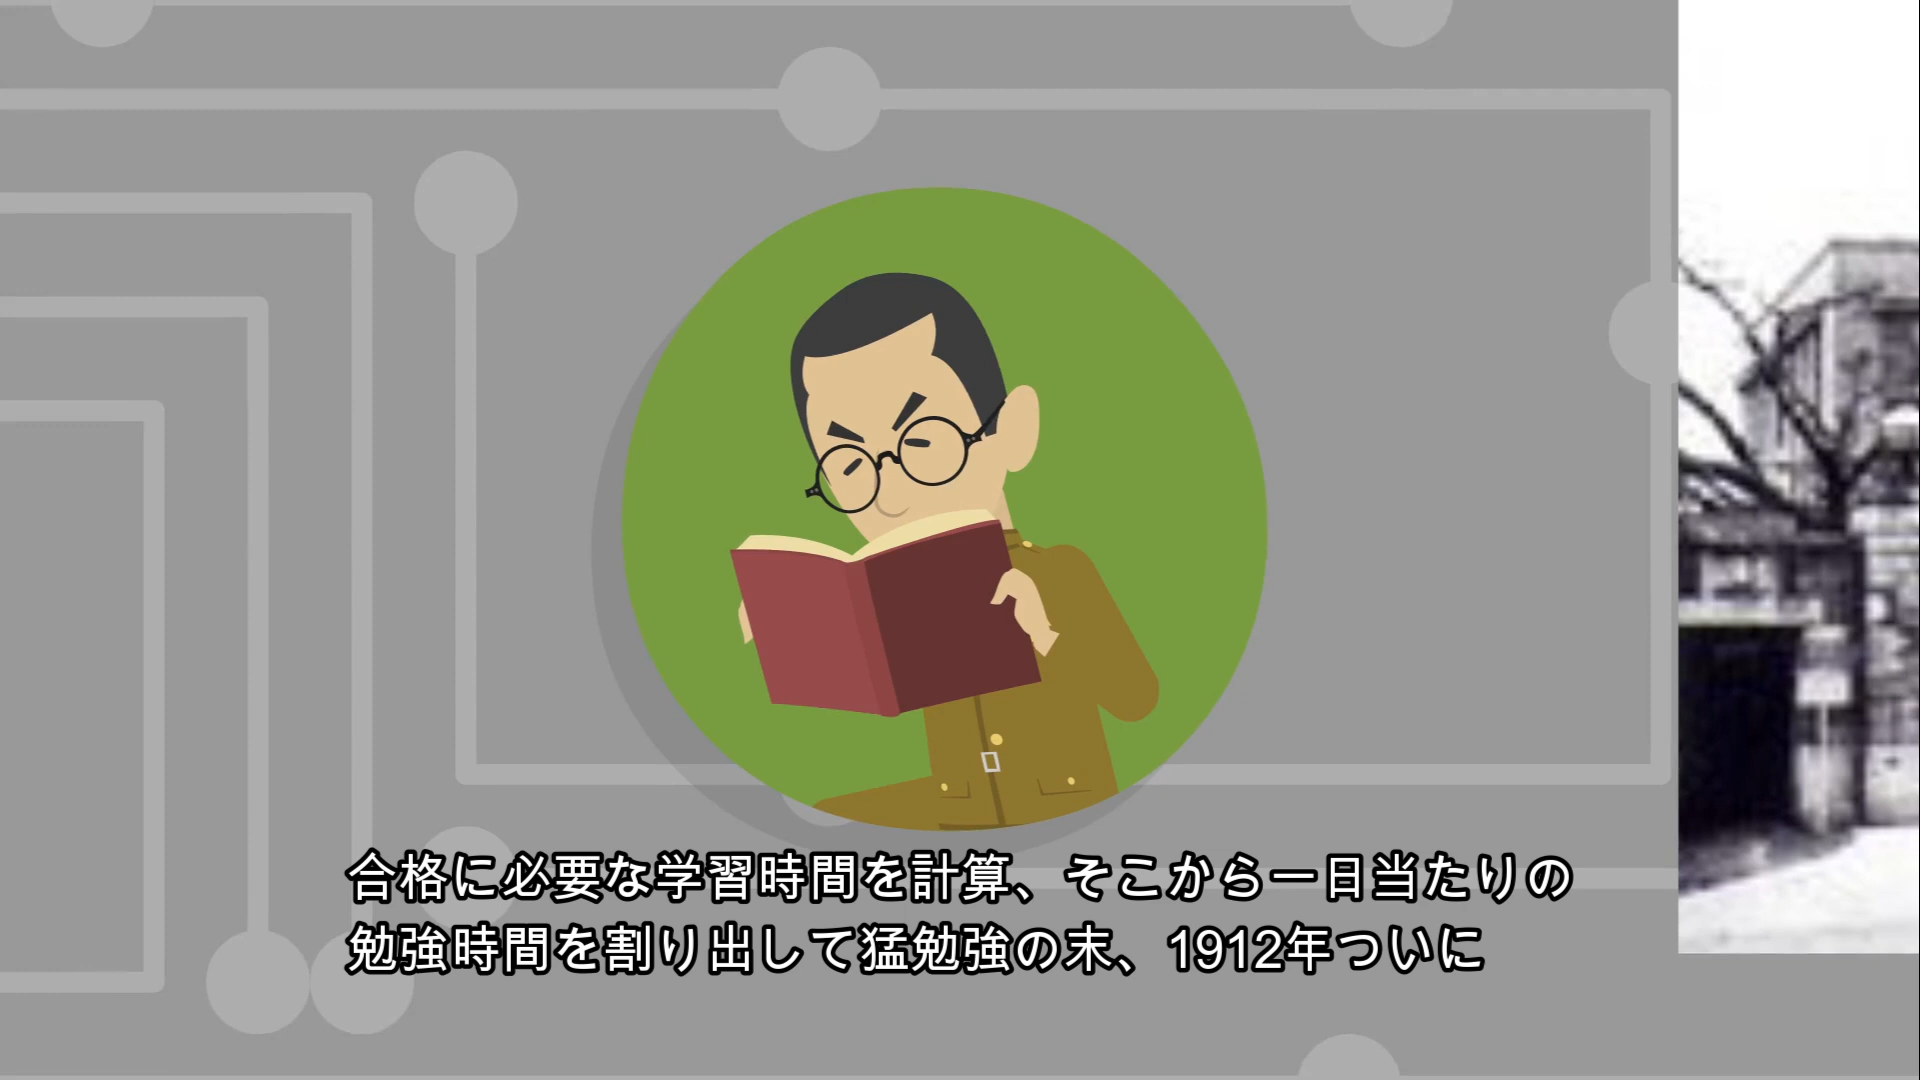 合格に必要な学習時間を計算、そこから一日当たりの
勉強時間を割り出して猛勉強の末、1912年ついに